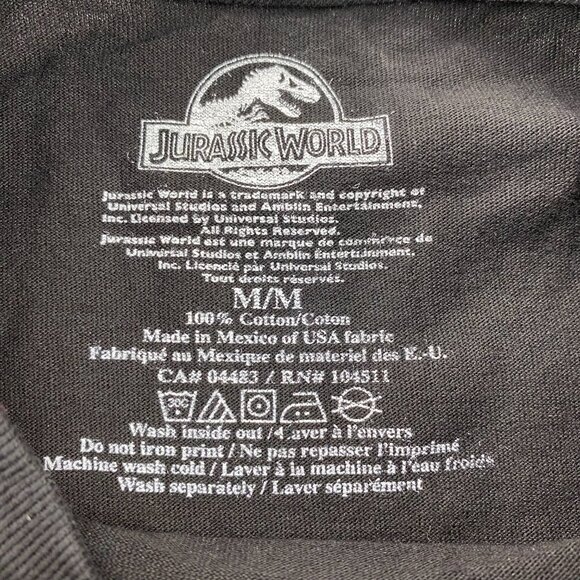 JURASSIC WORLD
Jurassic World is a trademark and copyright of
Universal Studios and Amblin Entertainment,
Inc. Licensed by Universal Studios.
All Rights Reserved.
Jurassic World est une marque de commerce de
Universal Studios et Amblin Entertainment,
Inc. Licencié par Universal Studios.
Tout droits réservés.
M/M
100% Cotton/Coton
Made in Mexico of USA fabric
Fabriqué au Mexique de materiel des E.-U.
CA# 04483 / RN# 104511
30C
Wash inside out /Laver à l'envers
Do not iron print / Ne pas repasser l'imprimé
Machine wash cold / Laver à la machine à l'eau froide
Wash separately / Laver séparément